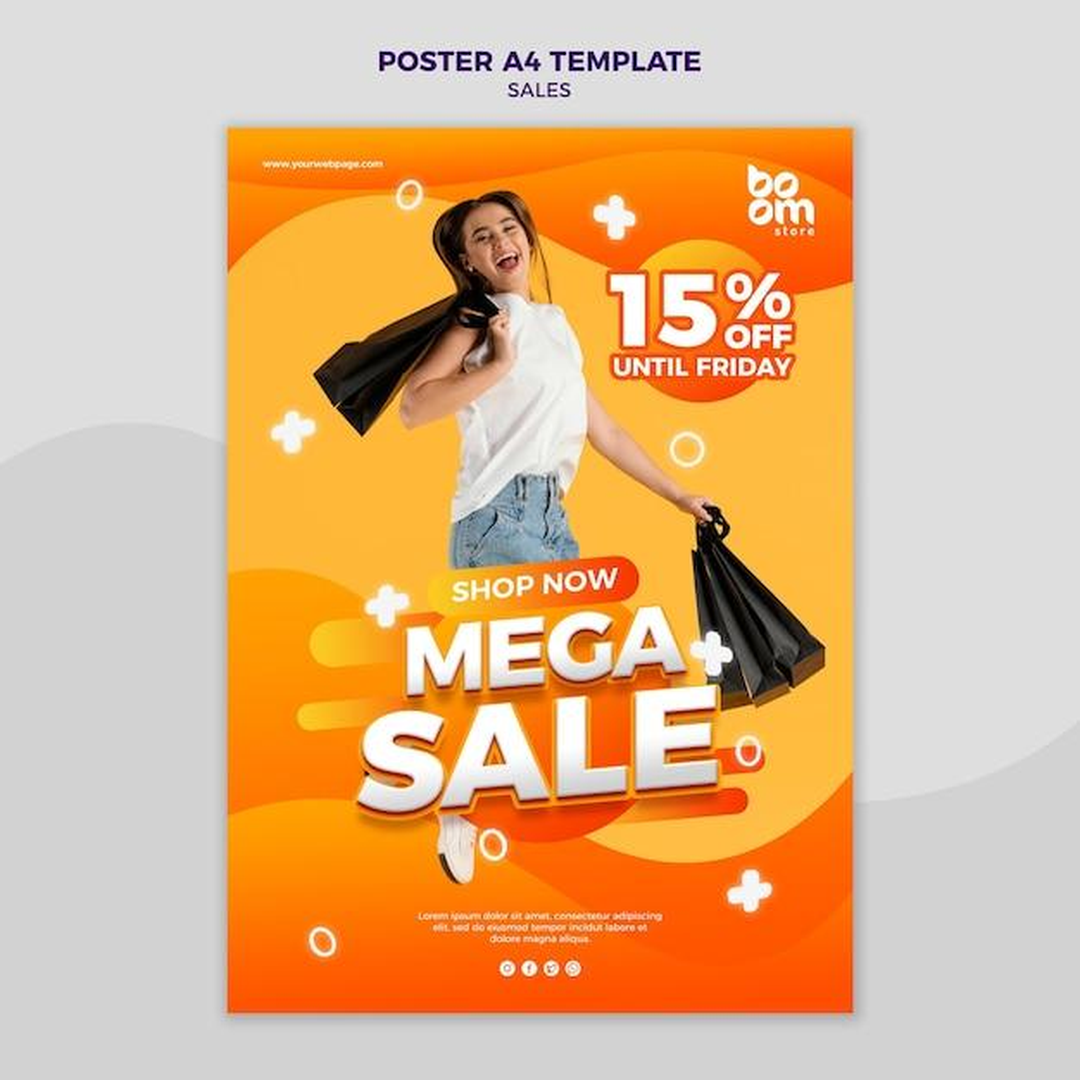 POSTER A4 TEMPLATE
SALES
www.yourwebpage.com
bo
om
store
15%
OFF
UNTIL FRIDAY
SHOP NOW
MEGA
SALE
Lorem ipsum dolor sit amet, consectetur adipiscing
elit, sed do eiusmod tempor incidut labore et
dolore magna aliqua.